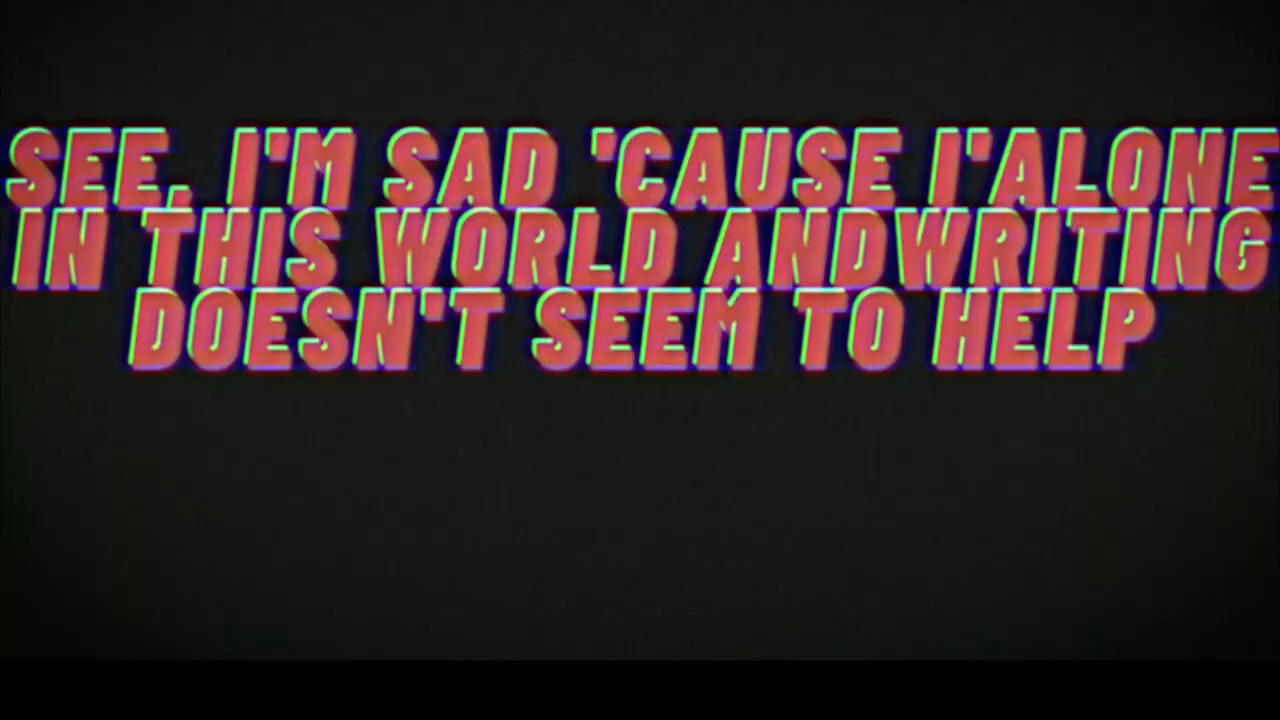 SEE, I'M SAD 'CAUSE I'ALONE
IN THIS WORLD ANDWRITING
DOESN'T SEEM TO HELP